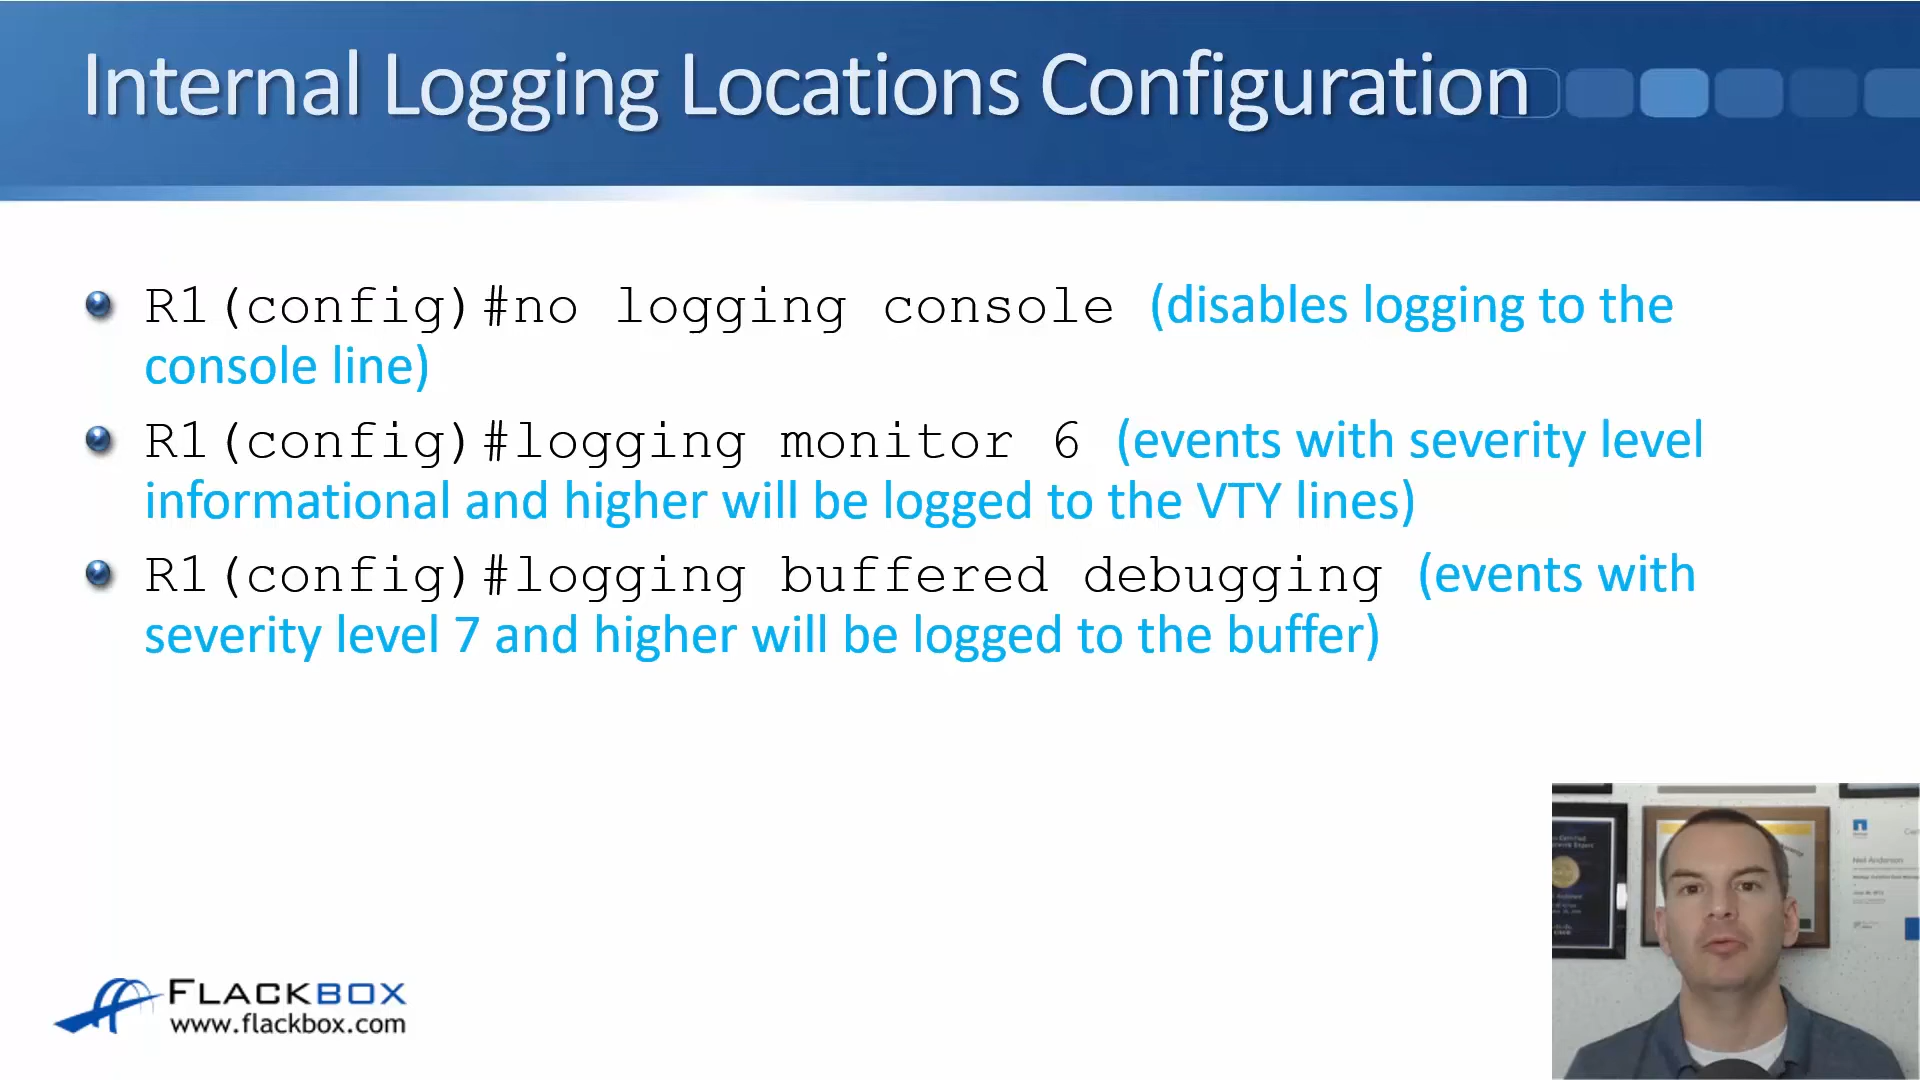 Internal Logging Locations Configuration
R1(config)#no logging console (disables logging to the
console line)
R1(config)#logging monitor 6 (events with severity level
informational and higher will be logged to the VTY lines)
R1(config)#logging buffered debugging (events with
severity level 7 and higher will be logged to the buffer)
FLACKBOX
www.flackbox.com
Neil Anderson